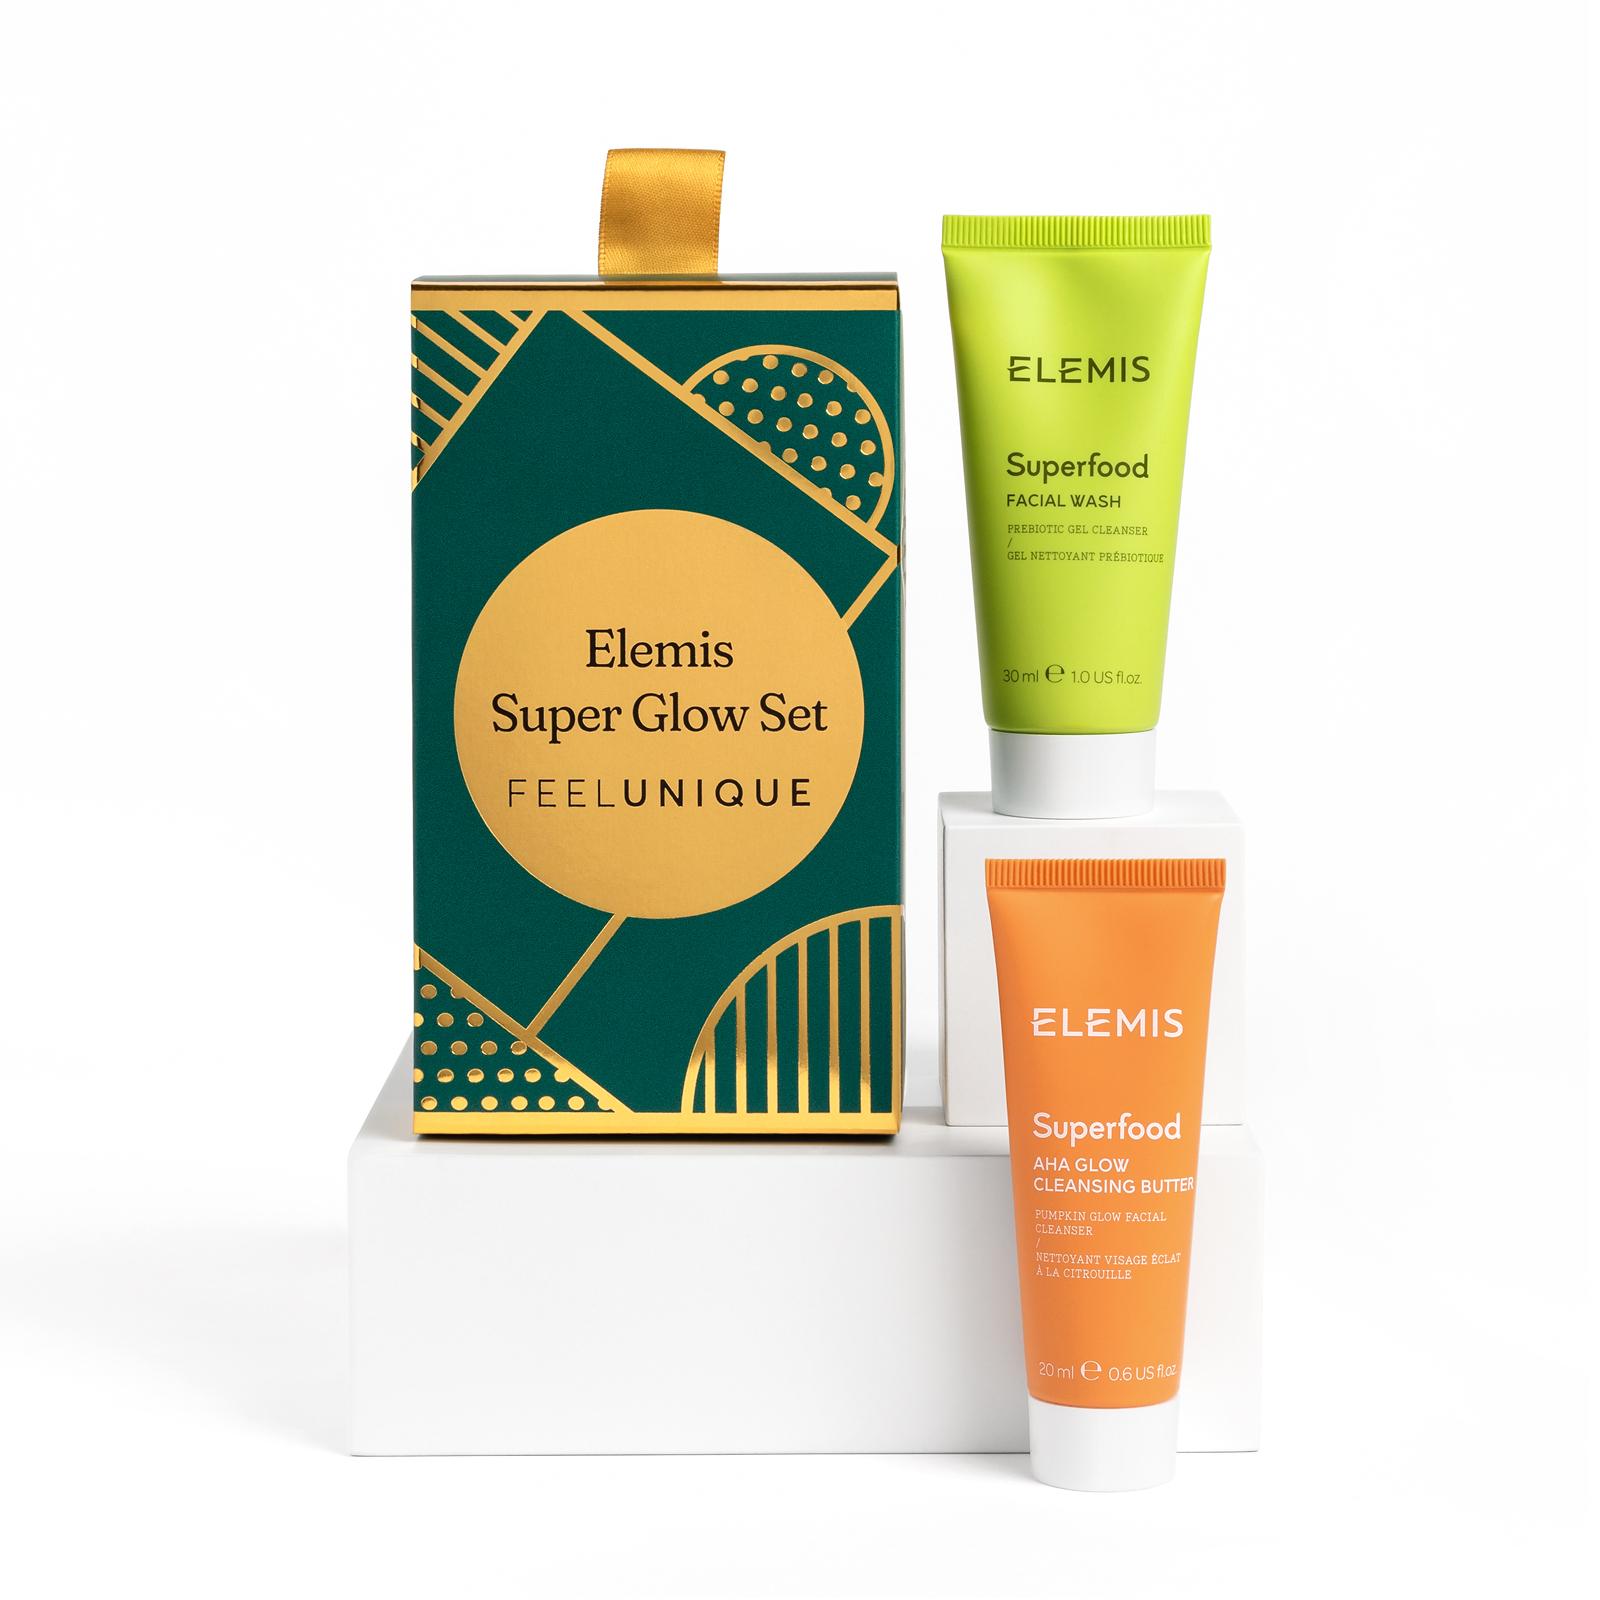 Elemis
Super Glow Set
FEELUNIQUE
ELEMIS
Superfood
FACIAL WASH
PREBIOTIC GEL CLEANSER
/
GEL NETTOYANT PRÉBIOTIQUE
30 ml ℮ 1.0 US fl.oz.
ELEMIS
Superfood
AHA GLOW
CLEANSING BUTTER
PUMPKIN GLOW FACIAL
CLEANSER
/
NETTOYANT VISAGE ÉCLAT
À LA CITROUILLE
20 ml ℮ 0.6 US fl.oz.